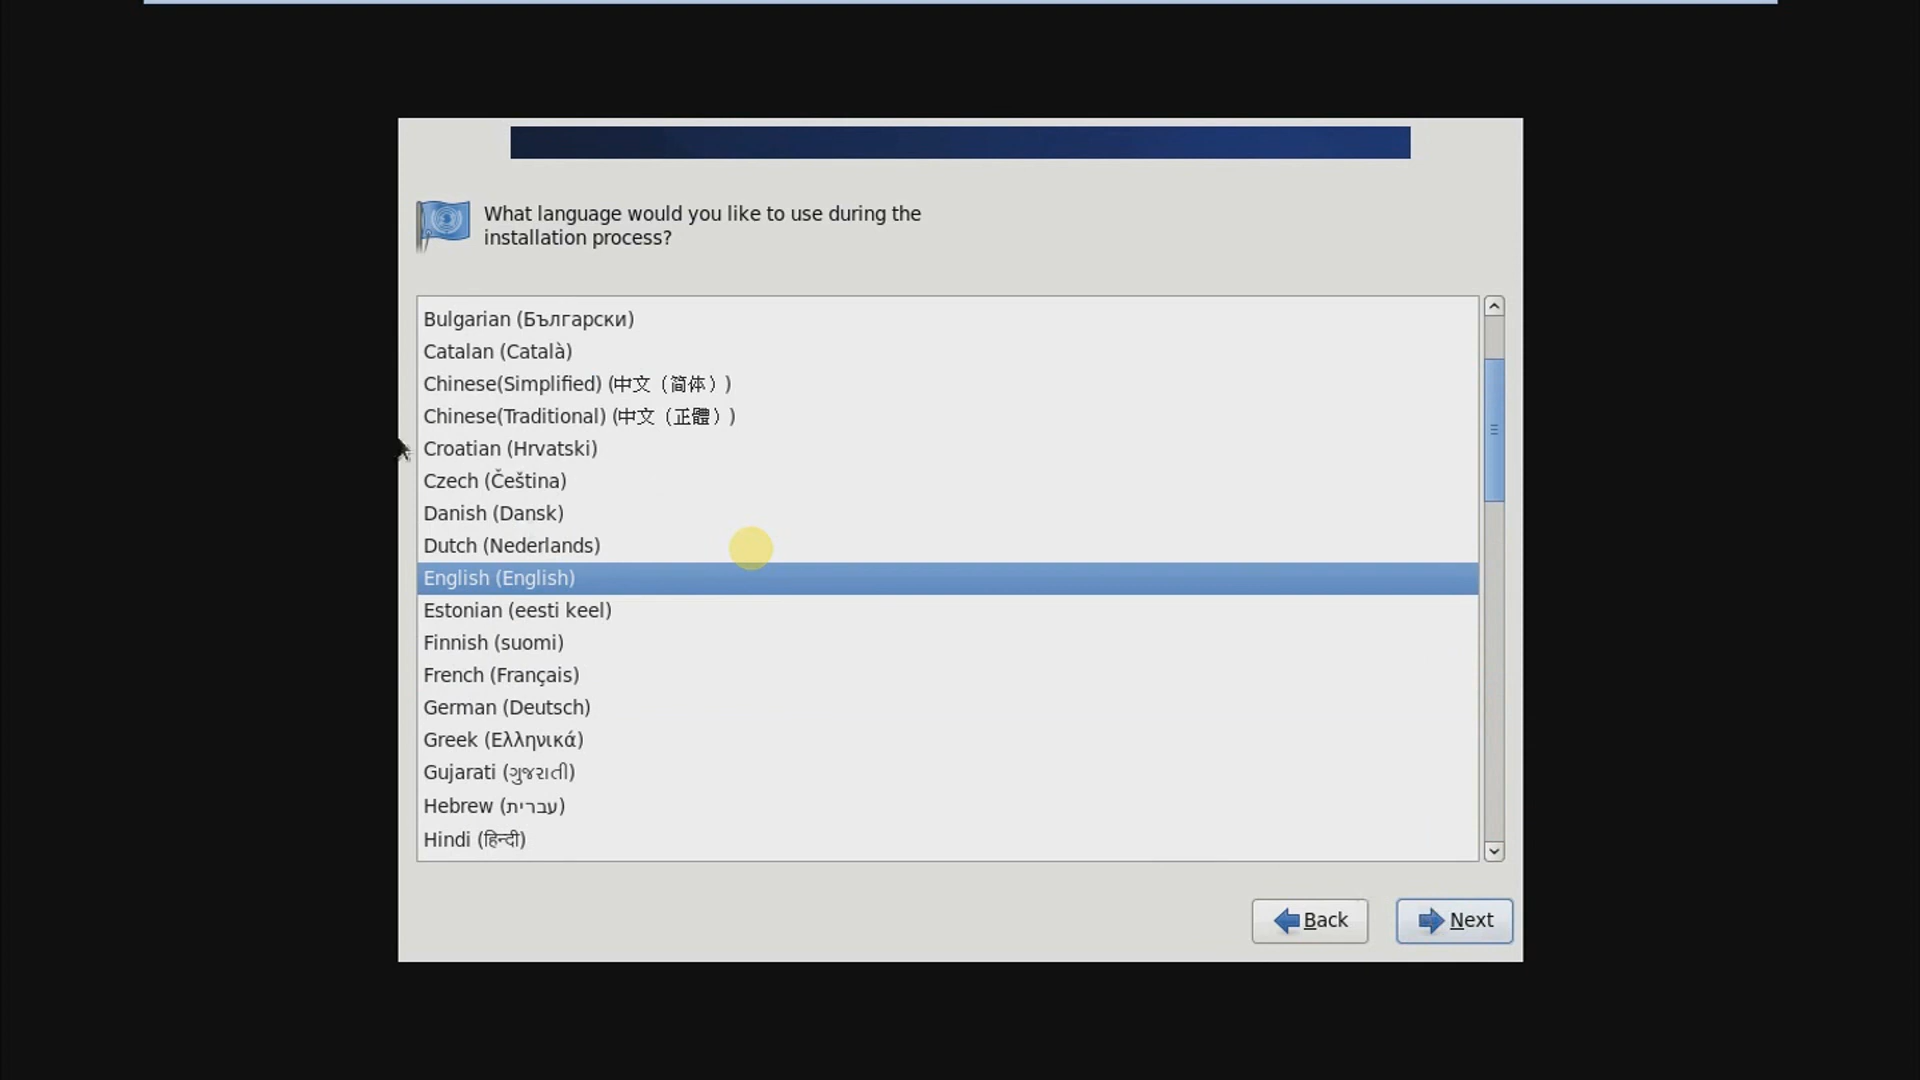 What language would you like to use during the
installation process?
Bulgarian (Български)
Catalan (Català)
Chinese(Simplified) (中文（简体）)
Chinese(Traditional) (中文（正體）)
Croatian (Hrvatski)
Czech (Čeština)
Danish (Dansk)
Dutch (Nederlands)
English (English)
Estonian (eesti keel)
Finnish (suomi)
French (Français)
German (Deutsch)
Greek (Ελληνικά)
Gujarati (ગુજરાતી)
Hebrew (עברית)
Hindi (हिन्दी)
Back
Next